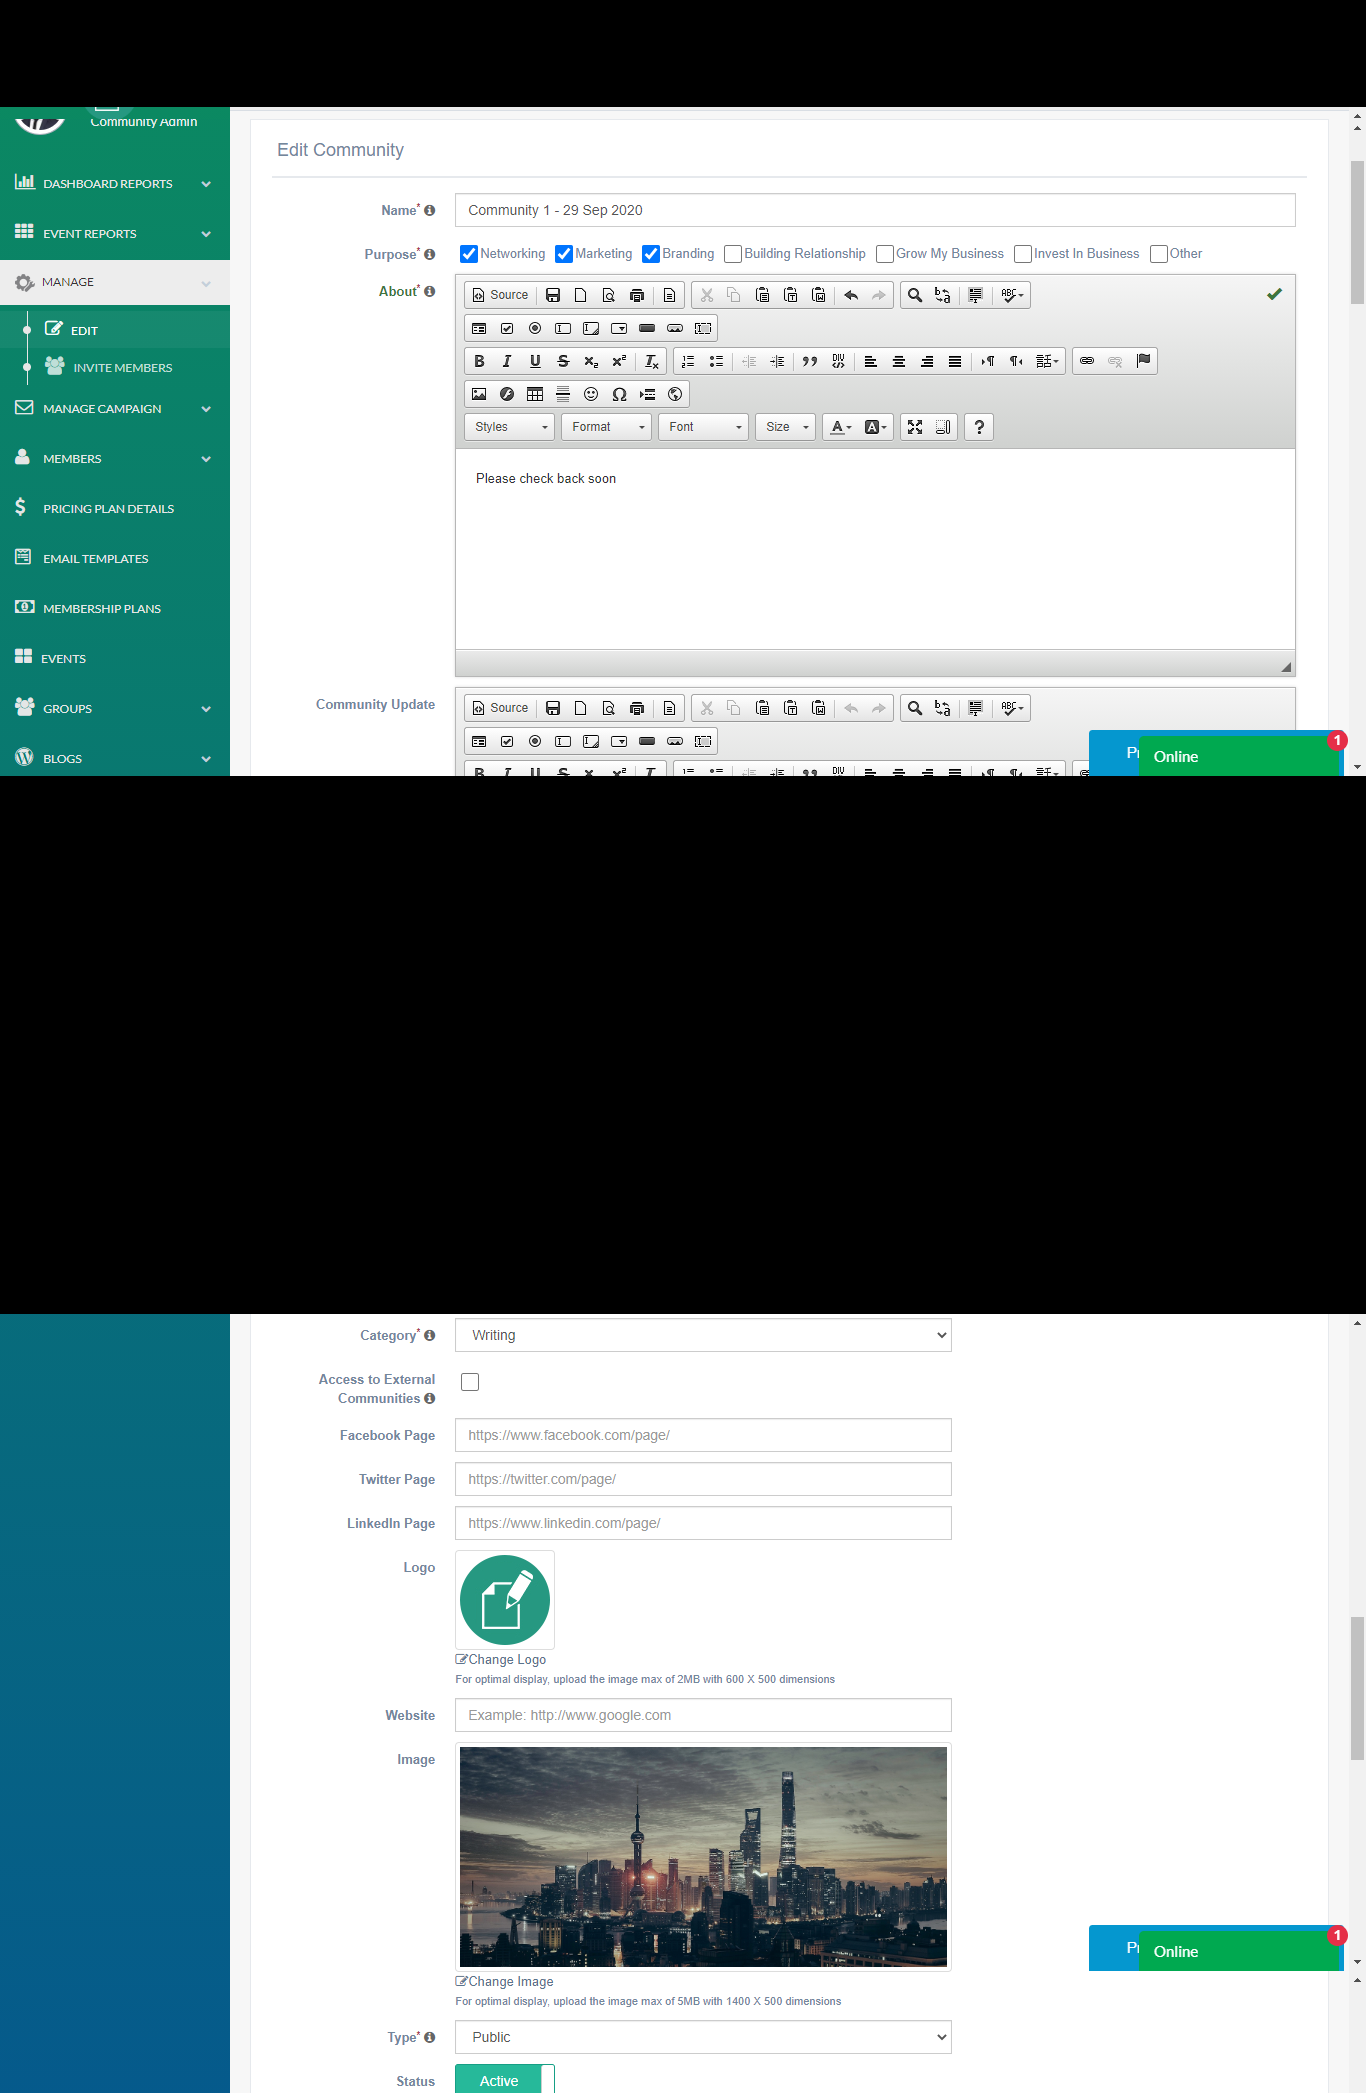 Community Admin
DASHBOARD REPORTS
EVENT REPORTS
MANAGE
EDIT
INVITE MEMBERS
MANAGE CAMPAIGN
MEMBERS
PRICING PLAN DETAILS
EMAIL TEMPLATES
MEMBERSHIP PLANS
EVENTS
GROUPS
BLOGS
Edit Community
Name* Community 1 - 29 Sep 2020
Purpose* Networking Marketing Branding Building Relationship Grow My Business Invest In Business Other
About* Source
Styles Format Font Size
Please check back soon
Community Update Source
Online 1
Category* Writing
Access to External
Communities
Facebook Page https://www.facebook.com/page/
Twitter Page https://twitter.com/page/
LinkedIn Page https://www.linkedin.com/page/
Logo
Change Logo
For optimal display, upload the image max of 2MB with 600 X 500 dimensions
Website Example: http://www.google.com
Image
Online 1
Change Image
For optimal display, upload the image max of 5MB with 1400 X 500 dimensions
Type* Public
Status Active